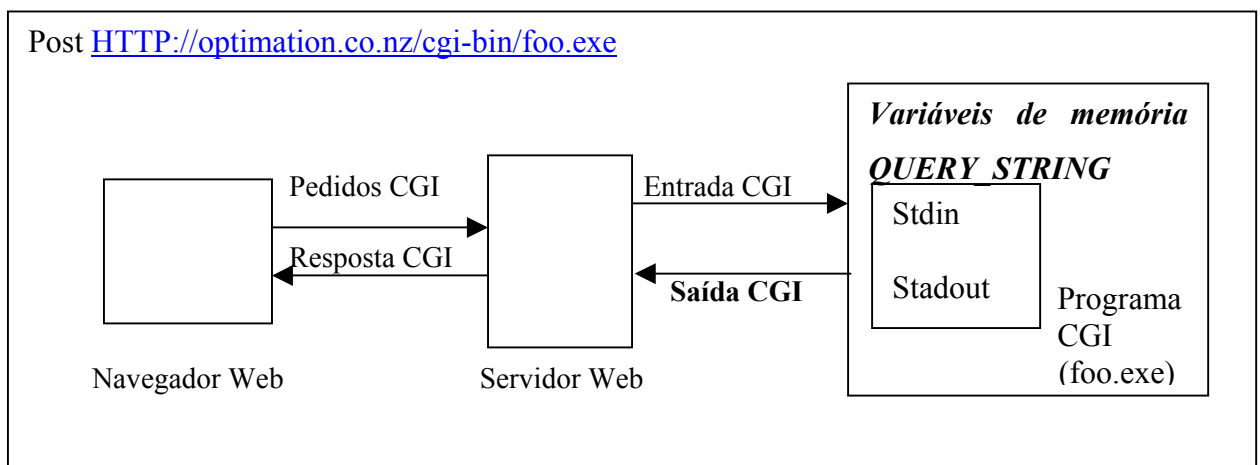 Post HTTP://optimation.co.nz/cgi-bin/foo.exe
Variáveis de memória
QUERY_STRING
Pedidos CGI
Entrada CGI
Stdin
Resposta CGI
Saída CGI
Stadout
Programa
CGI
(foo.exe)
Navegador Web
Servidor Web